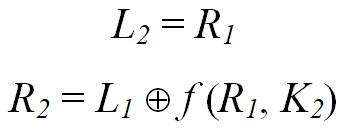 L₂ = R₁
R₂ = L₁ ⊕ f (R₁, K₂)